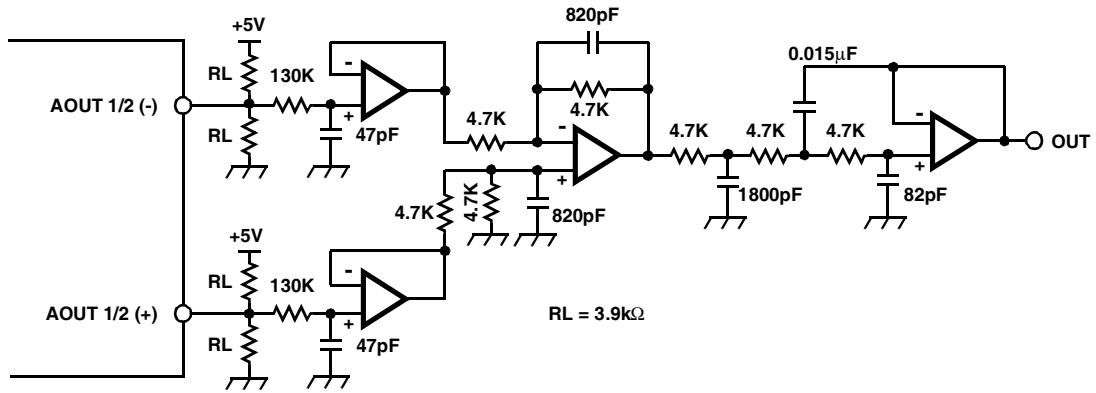 820pF
+5V
0.015μF
RL
130K
-
AOUT 1/2 (-)
4.7K
RL
+
47pF
4.7K
-
4.7K
4.7K
4.7K
-
OUT
+
+
1800pF
82pF
4.7K
4.7K
820pF
+5V
RL
130K
-
AOUT 1/2 (+)
RL = 3.9kΩ
RL
+
47pF